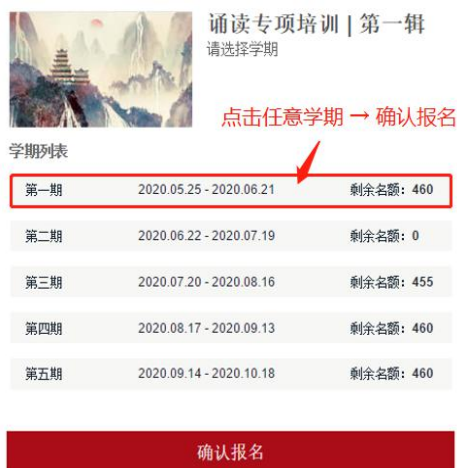 诵读专项培训 | 第一辑
请选择学期
点击任意学期 → 确认报名
学期列表
第一期 2020.05.25 - 2020.06.21 剩余名额：460
第二期 2020.06.22 - 2020.07.19 剩余名额：0
第三期 2020.07.20 - 2020.08.16 剩余名额：455
第四期 2020.08.17 - 2020.09.13 剩余名额：460
第五期 2020.09.14 - 2020.10.18 剩余名额：460
确认报名